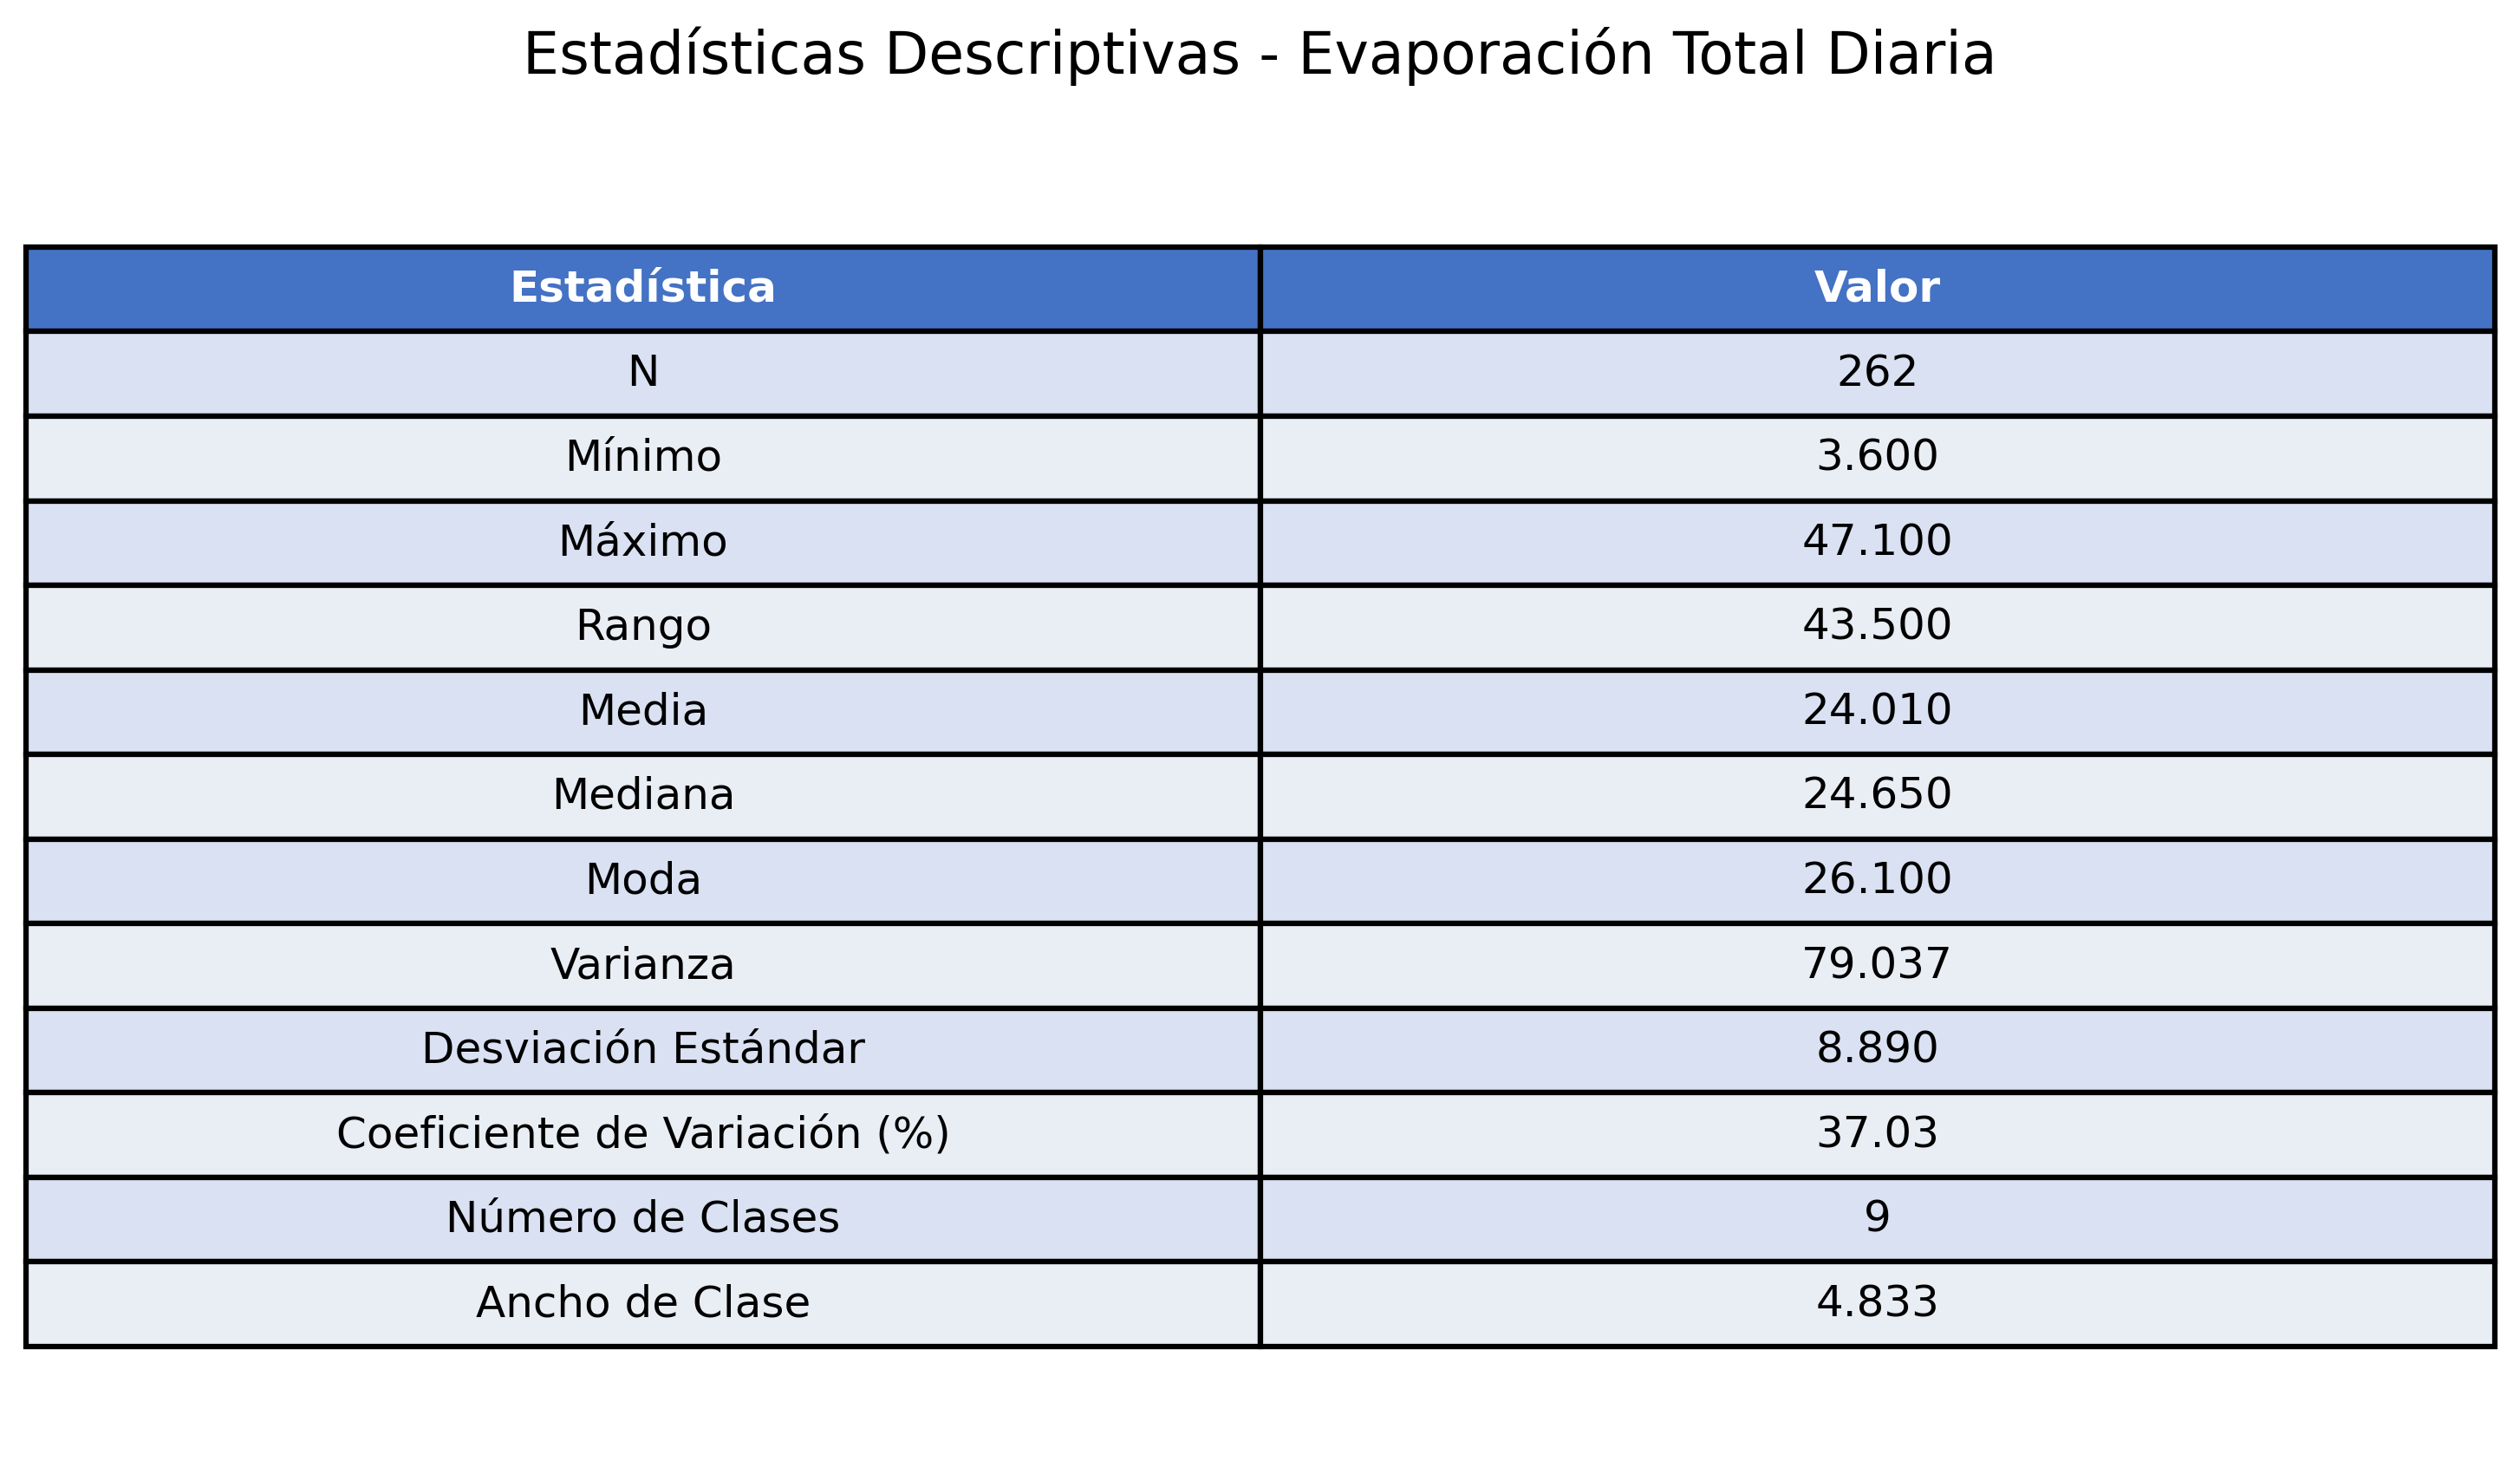 Estadísticas Descriptivas - Evaporación Total Diaria
Estadística Valor
N 262
Mínimo 3.600
Máximo 47.100
Rango 43.500
Media 24.010
Mediana 24.650
Moda 26.100
Varianza 79.037
Desviación Estándar 8.890
Coeficiente de Variación (%) 37.03
Número de Clases 9
Ancho de Clase 4.833